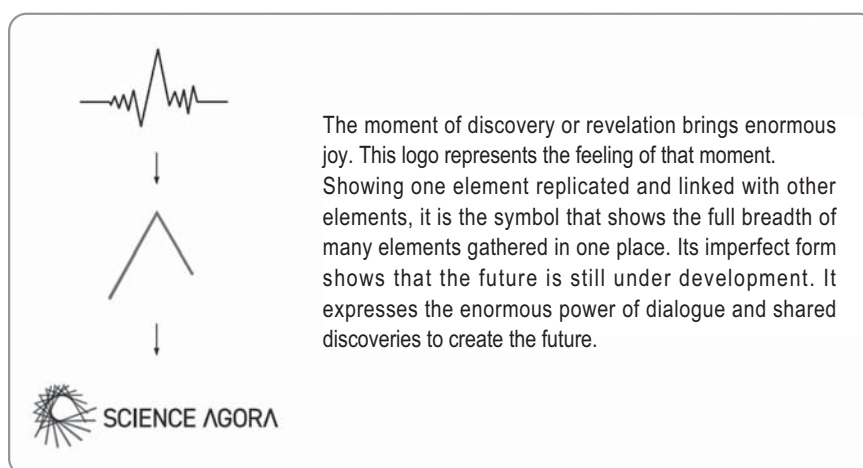 The moment of discovery or revelation brings enormous
joy. This logo represents the feeling of that moment.
Showing one element replicated and linked with other
elements, it is the symbol that shows the full breadth of
many elements gathered in one place. Its imperfect form
shows that the future is still under development. It
expresses the enormous power of dialogue and shared
discoveries to create the future.
SCIENCE ΛGORΛ